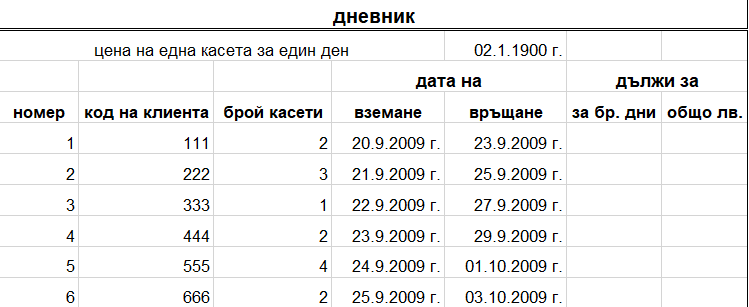 дневник
цена на една касета за един ден 02.1.1900 г.
дата на дължи за
номер код на клиента брой касети вземане връщане за бр. дни общо лв.
1 111 2 20.9.2009 г. 23.9.2009 г.
2 222 3 21.9.2009 г. 25.9.2009 г.
3 333 1 22.9.2009 г. 27.9.2009 г.
4 444 2 23.9.2009 г. 29.9.2009 г.
5 555 4 24.9.2009 г. 01.10.2009 г.
6 666 2 25.9.2009 г. 03.10.2009 г.